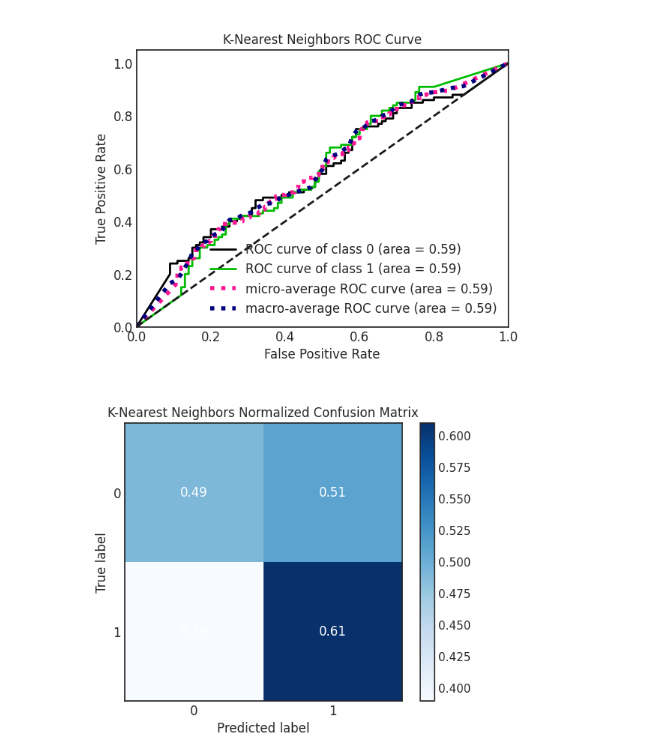 K-Nearest Neighbors ROC Curve
1.0
0.8
0.6
0.4
0.2
0.0
True Positive Rate
ROC curve of class 0 (area = 0.59)
ROC curve of class 1 (area = 0.59)
micro-average ROC curve (area = 0.59)
macro-average ROC curve (area = 0.59)
0.0 0.2 0.4 0.6 0.8 1.0
False Positive Rate
K-Nearest Neighbors Normalized Confusion Matrix
True label
0 0.49 0.51
1 0.61
0 1
Predicted label
0.600
0.575
0.550
0.525
0.500
0.475
0.450
0.425
0.400